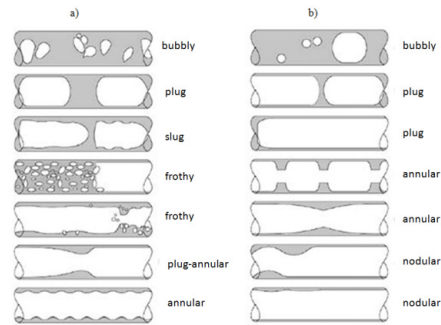 a)
bubbly
plug
slug
frothy
frothy
plug-annular
annular
b)
bubbly
plug
plug
annular
annular
nodular
nodular